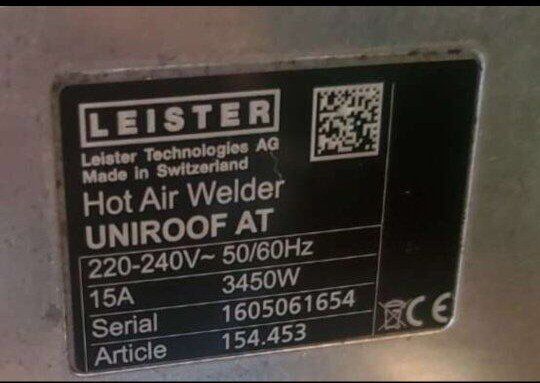 LEISTER
Leister Technologies AG
Made in Switzerland
Hot Air Welder
UNIROOF AT
220-240V~ 50/60Hz
15A 3450W
Serial 1605061654
Article 154.453
CE